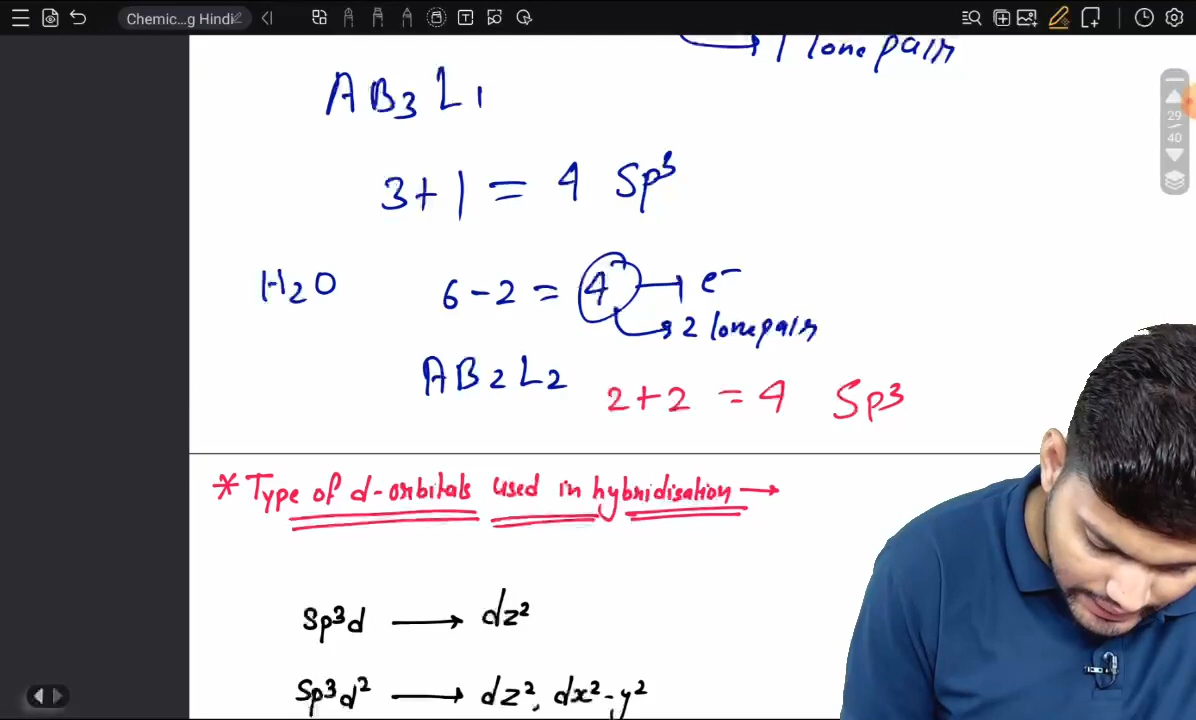 Chemic...g Hindi
1 lone pair
AB3L1
3+1 = 4 Sp³
H2O 6-2 = 4 → e⁻
2 lone pair
AB2L2 2+2 = 4 Sp³
* Type of d-orbitals used in hybridisation →
Sp³d → dz²
Sp³d² → dz², dx²-y²
29
40